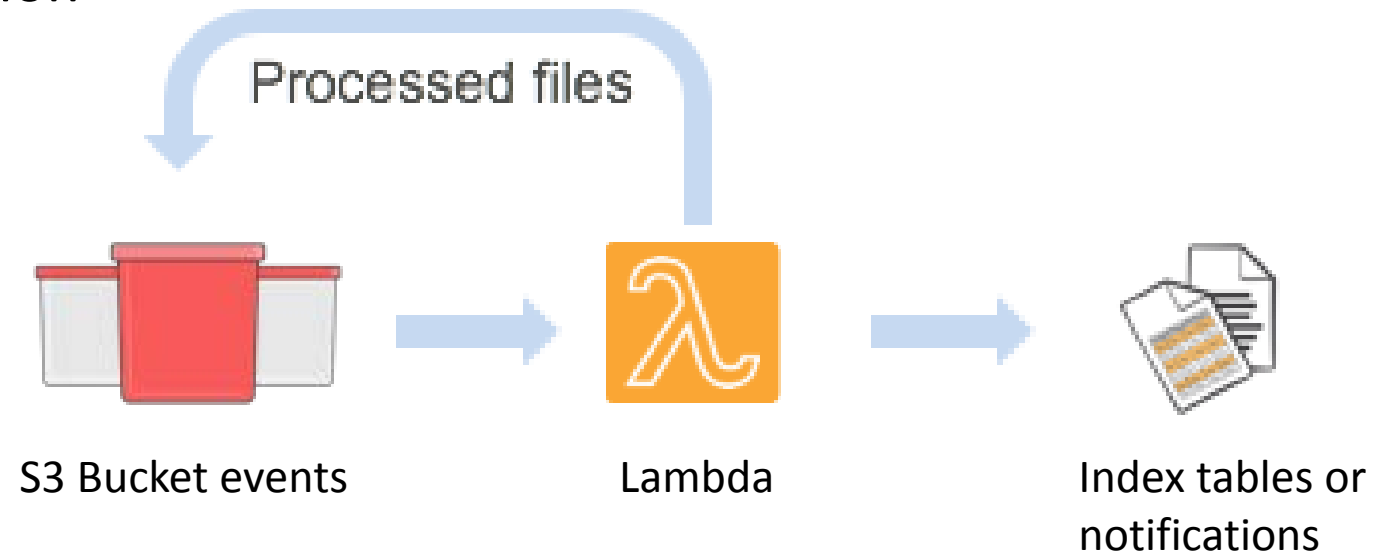 Processed files
S3 Bucket events
Lambda
Index tables or
notifications